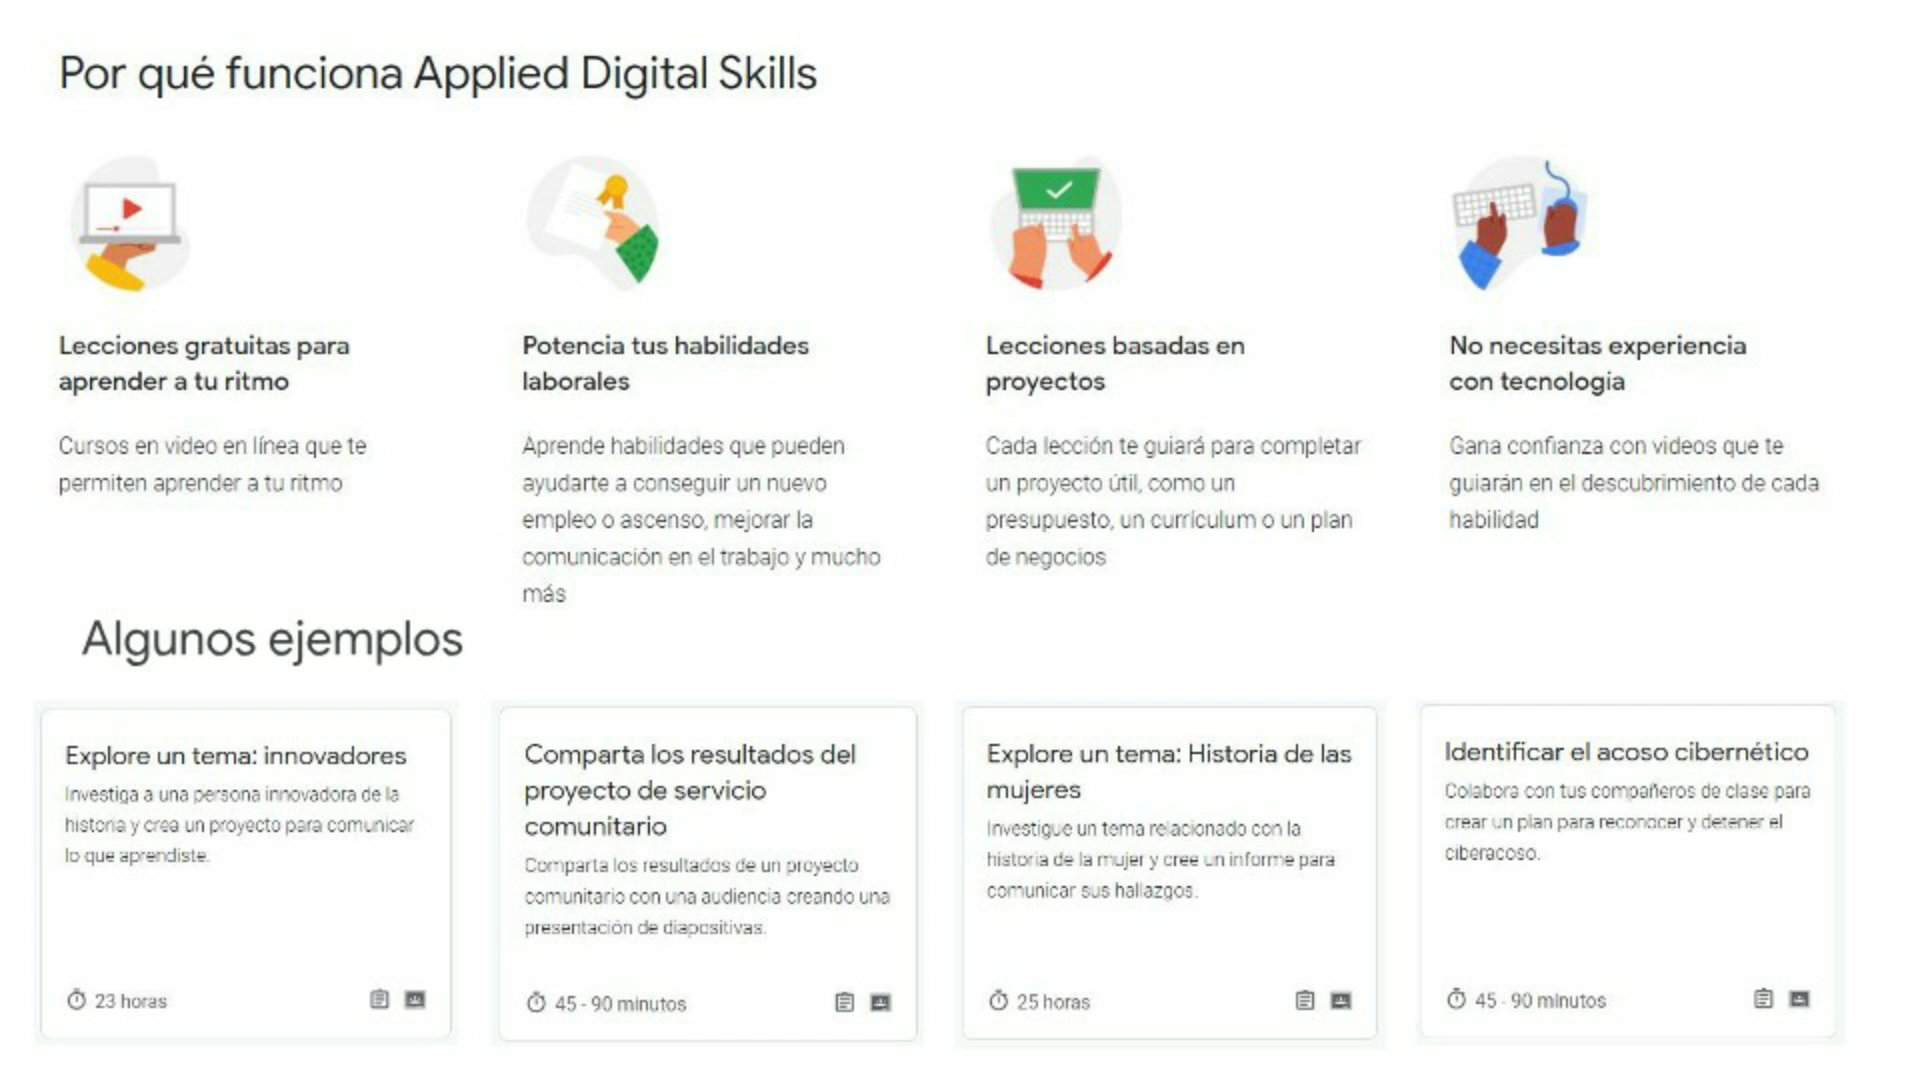 Por qué funciona Applied Digital Skills
Lecciones gratuitas para
aprender a tu ritmo
Cursos en video en línea que te
permiten aprender a tu ritmo
Potencia tus habilidades
laborales
Aprende habilidades que pueden
ayudarte a conseguir un nuevo
empleo o ascenso, mejorar la
comunicación en el trabajo y mucho
más
Lecciones basadas en
proyectos
Cada lección te guiará para completar
un proyecto útil, como un
presupuesto, un currículum o un plan
de negocios
No necesitas experiencia
con tecnología
Gana confianza con videos que te
guiarán en el descubrimiento de cada
habilidad
Algunos ejemplos
Explore un tema: innovadores
Investiga a una persona innovadora de la
historia y crea un proyecto para comunicar
lo que aprendiste.
23 horas
Comparta los resultados del
proyecto de servicio
comunitario
Comparta los resultados de un proyecto
comunitario con una audiencia creando una
presentación de diapositivas.
45 - 90 minutos
Explore un tema: Historia de las
mujeres
Investigue un tema relacionado con la
historia de la mujer y cree un informe para
comunicar sus hallazgos.
25 horas
Identificar el acoso cibernético
Colabora con tus compañeros de clase para
crear un plan para reconocer y detener el
ciberacoso.
45 - 90 minutos